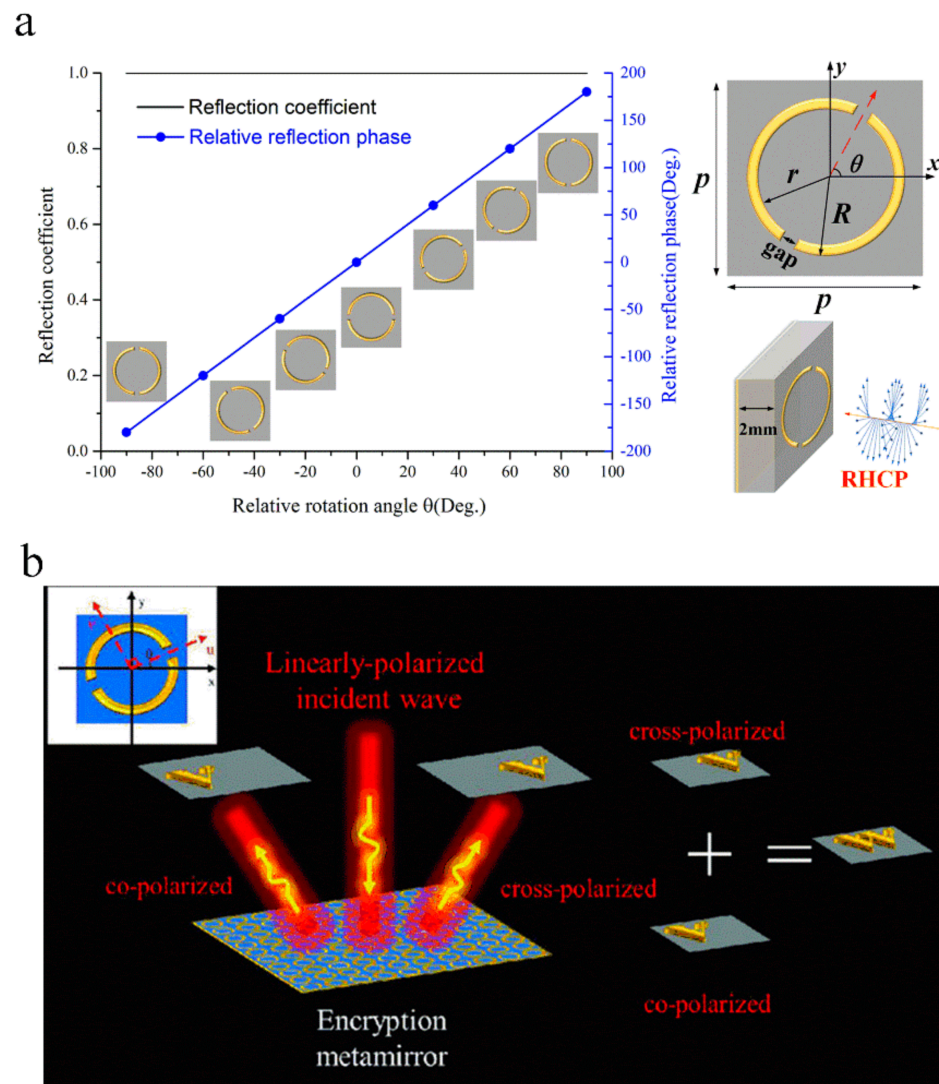 a
Reflection coefficient
Relative reflection phase
Reflection coefficient
1.0
0.8
0.6
0.4
0.2
0.0
200
150
100
50
0
-50
-100
-150
-200
Relative reflection phase(Deg.)
-100 -80 -60 -40 -20 0 20 40 60 80 100
Relative rotation angle θ(Deg.)
y
x
θ
r
R
p
gap
p
2mm
RHCP
b
y
u
θ
x
Linearly-polarized
incident wave
cross-polarized
co-polarized
cross-polarized
+ =
co-polarized
Encryption
metamirror